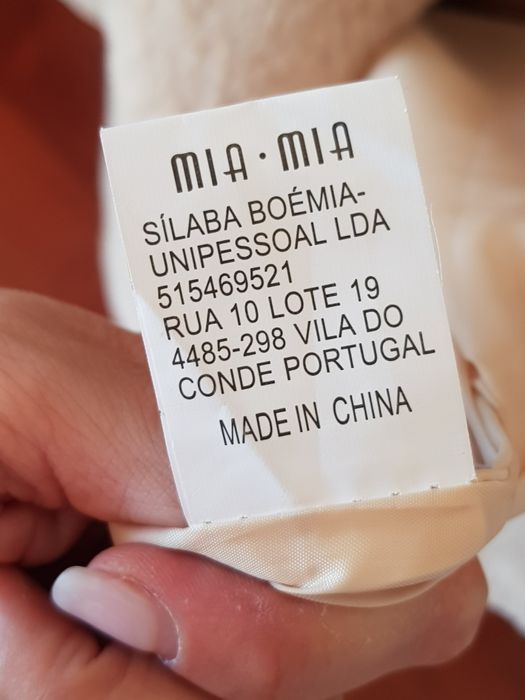 MIA·MIA
SÍLABA BOÉMIA-
UNIPESSOAL LDA
515469521
RUA 10 LOTE 19
4485-298 VILA DO
CONDE PORTUGAL
MADE IN CHINA